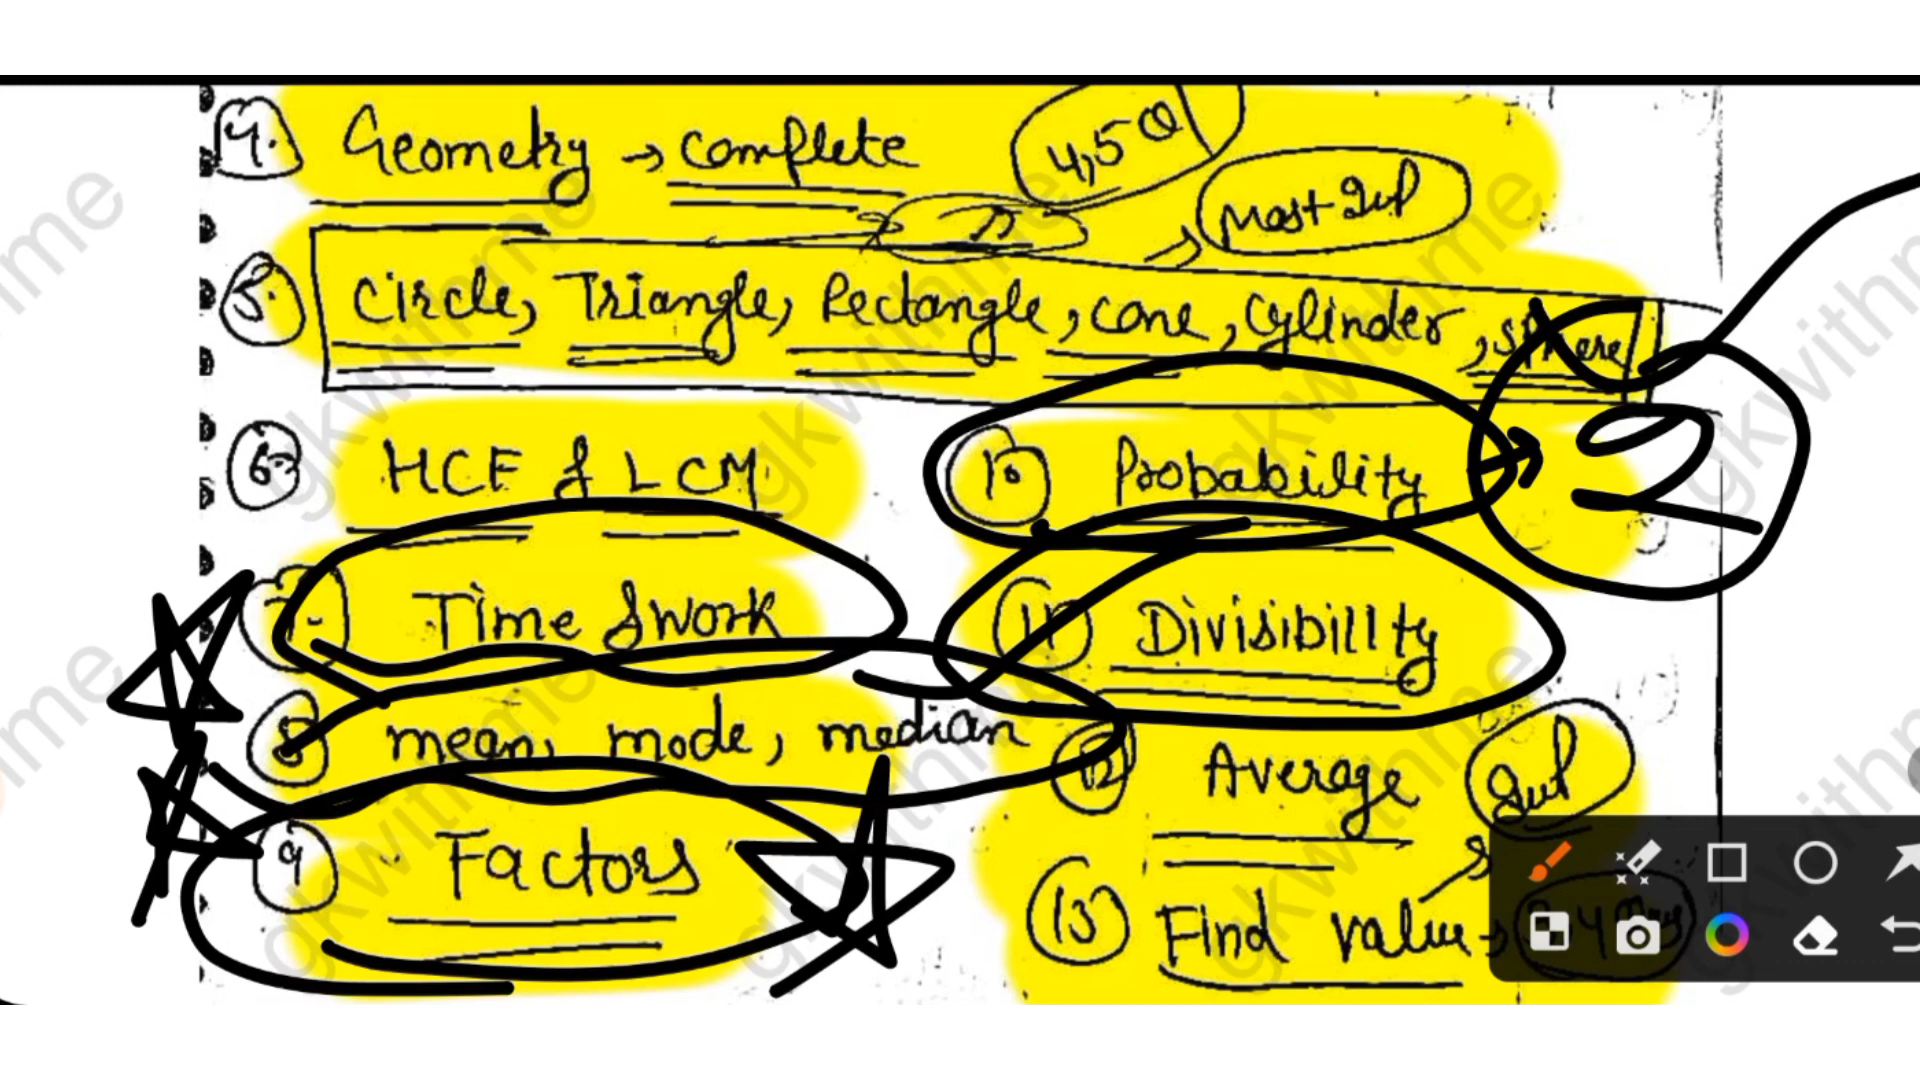 4. Geometry → complete 4,5 Q
→ Most Imp
5. Circle, Triangle, Rectangle, cone, Cylinder, sphere
6. HCF & LCM
7. Time & work
8 mean, mode, median
9 Factors
10 Probability → 2
11 Divisibility
12 Average Imp
13 Find value →
gkwithme